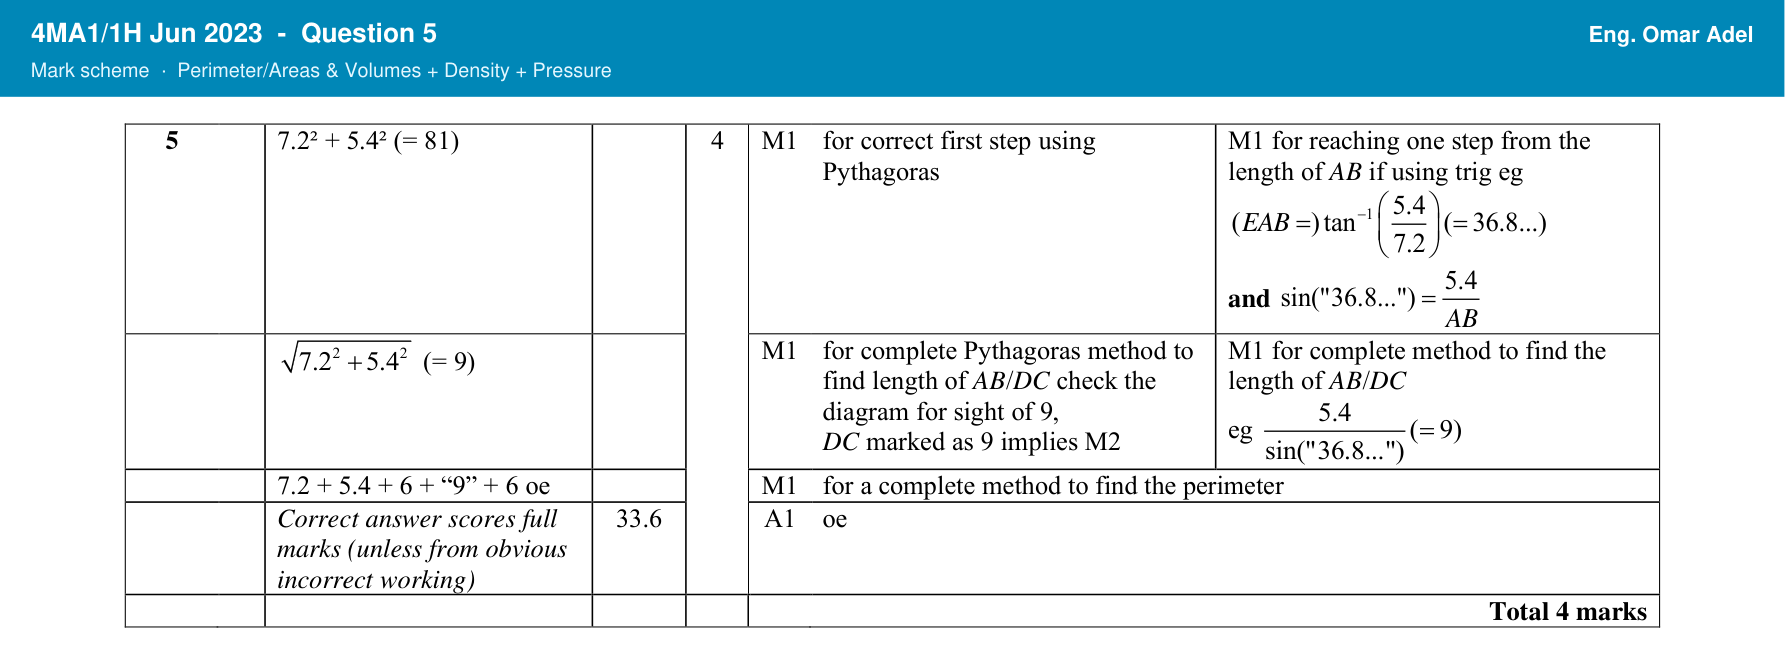 4MA1/1H Jun 2023 - Question 5
Eng. Omar Adel
Mark scheme · Perimeter/Areas & Volumes + Density + Pressure
5
7.2² + 5.4² (= 81)
4
M1 for correct first step using
Pythagoras
M1 for reaching one step from the
length of AB if using trig eg
(EAB =) tan⁻¹(5.4/7.2)(= 36.8...)
and sin("36.8...") = 5.4/AB
√(7.2² + 5.4²) (= 9)
M1 for complete Pythagoras method to
find length of AB/DC check the
diagram for sight of 9,
DC marked as 9 implies M2
M1 for complete method to find the
length of AB/DC
eg 5.4/sin("36.8...") (= 9)
7.2 + 5.4 + 6 + “9” + 6 oe
M1 for a complete method to find the perimeter
Correct answer scores full
marks (unless from obvious
incorrect working)
33.6
A1 oe
Total 4 marks